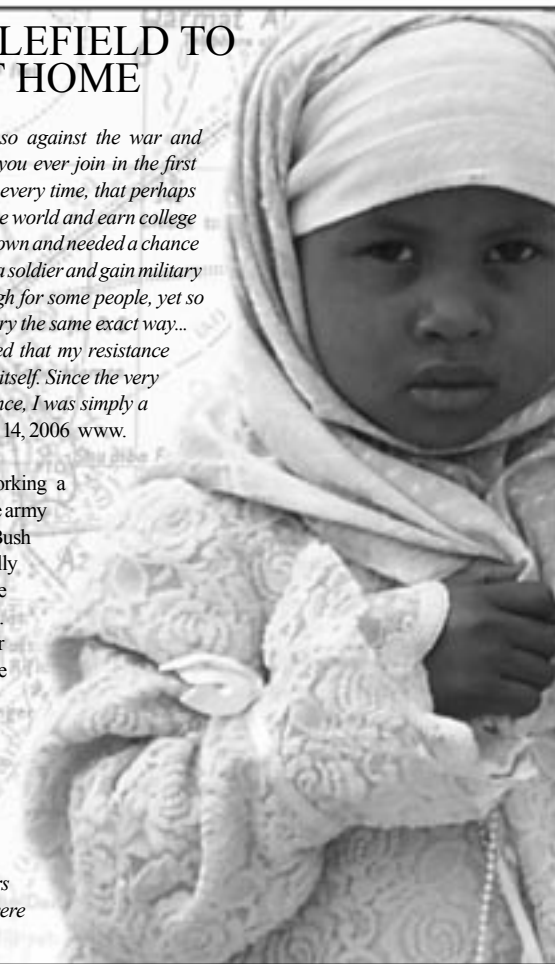 LEFIELD TO
T HOME
so against the war and
you ever join in the first
every time, that perhaps
e world and earn college
own and needed a chance
a soldier and gain military
gh for some people, yet so
ry the same exact way...
ed that my resistance
itself. Since the very
nce, I was simply a
14, 2006 www.
orking a
e army
Bush
lly
e
.
r
e
rs
ere